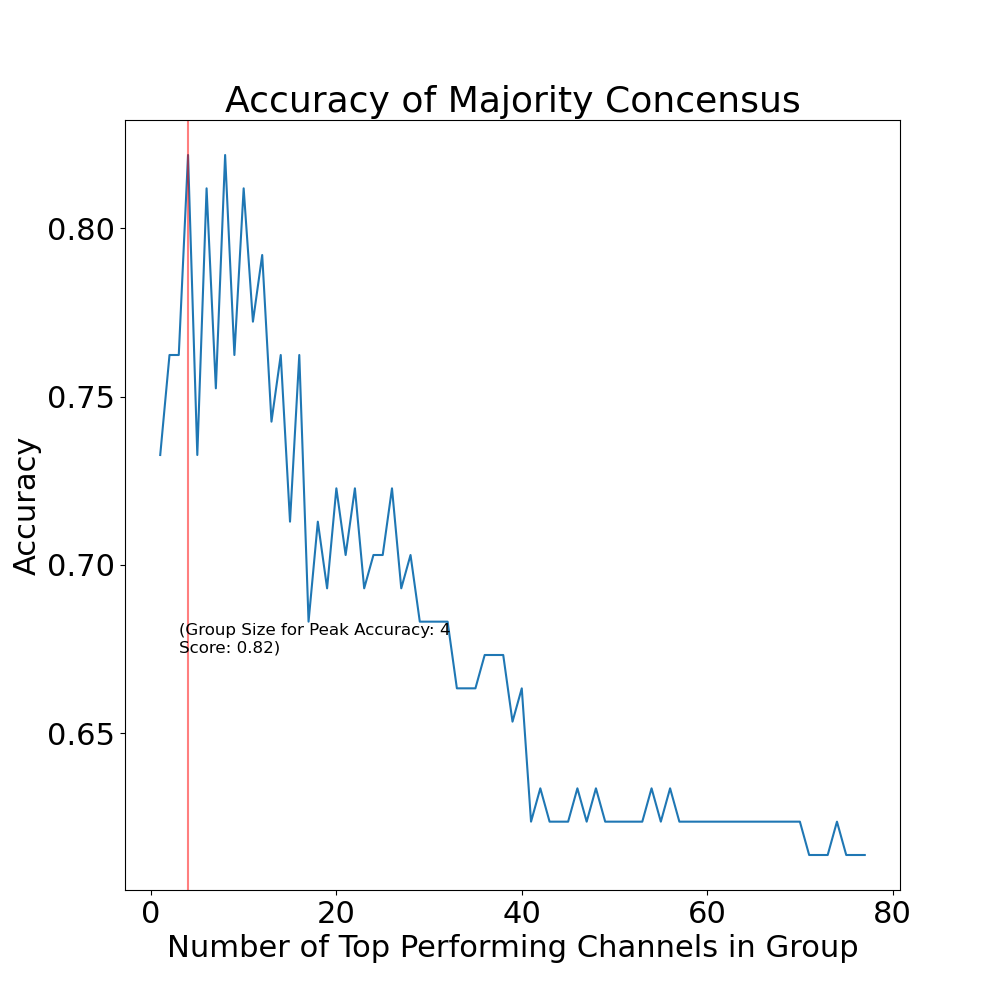 Accuracy of Majority Concensus
0.80
0.75
0.70
0.65
Accuracy
(Group Size for Peak Accuracy: 4
Score: 0.82)
0 20 40 60 80
Number of Top Performing Channels in Group